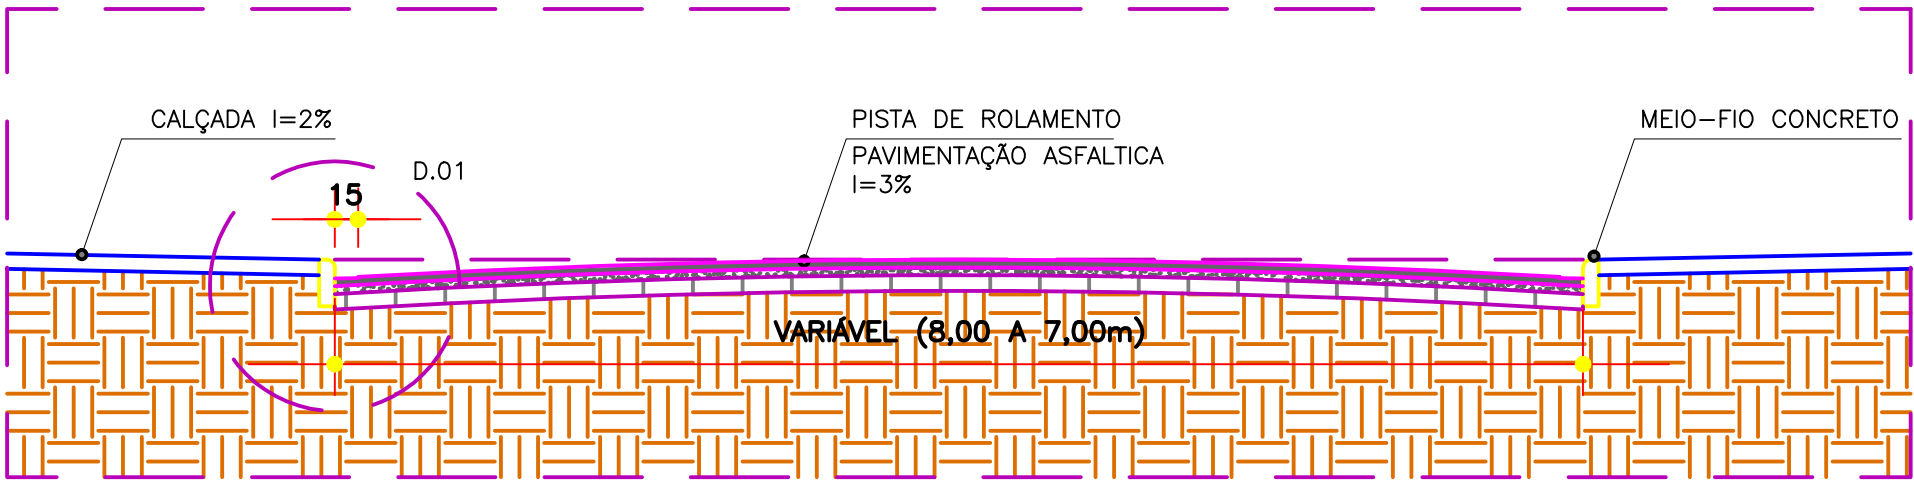 CALÇADA I=2%
PISTA DE ROLAMENTO
PAVIMENTAÇÃO ASFALTICA
I=3%
MEIO-FIO CONCRETO
D.01
15
VARIÁVEL (8,00 A 7,00m)